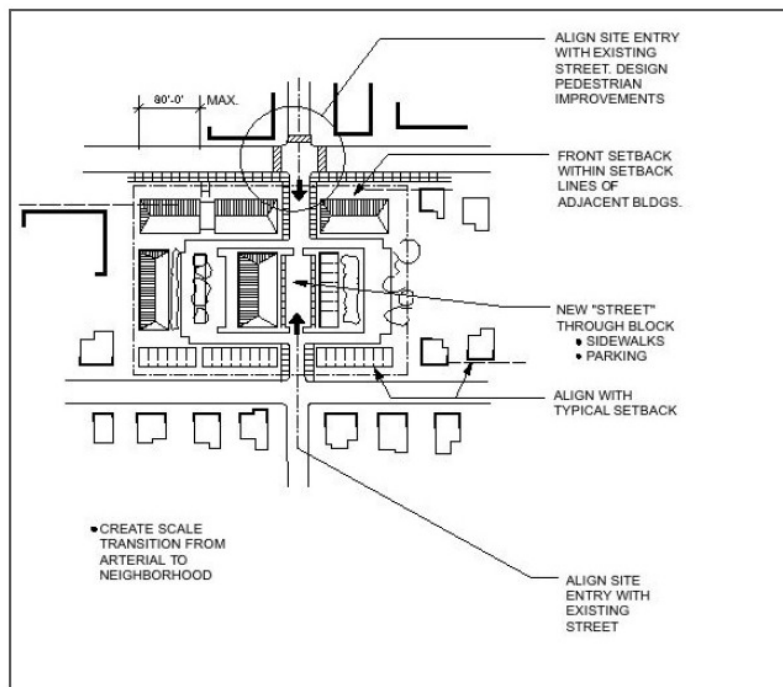 ALIGN SITE ENTRY
WITH EXISTING
STREET. DESIGN
PEDESTRIAN
IMPROVEMENTS
80'-0' MAX.
FRONT SETBACK
WITHIN SETBACK
LINES OF
ADJACENT BLDGS.
NEW "STREET"
THROUGH BLOCK
• SIDEWALKS
• PARKING
ALIGN WITH
TYPICAL SETBACK
• CREATE SCALE
TRANSITION FROM
ARTERIAL TO
NEIGHBORHOOD
ALIGN SITE
ENTRY WITH
EXISTING
STREET